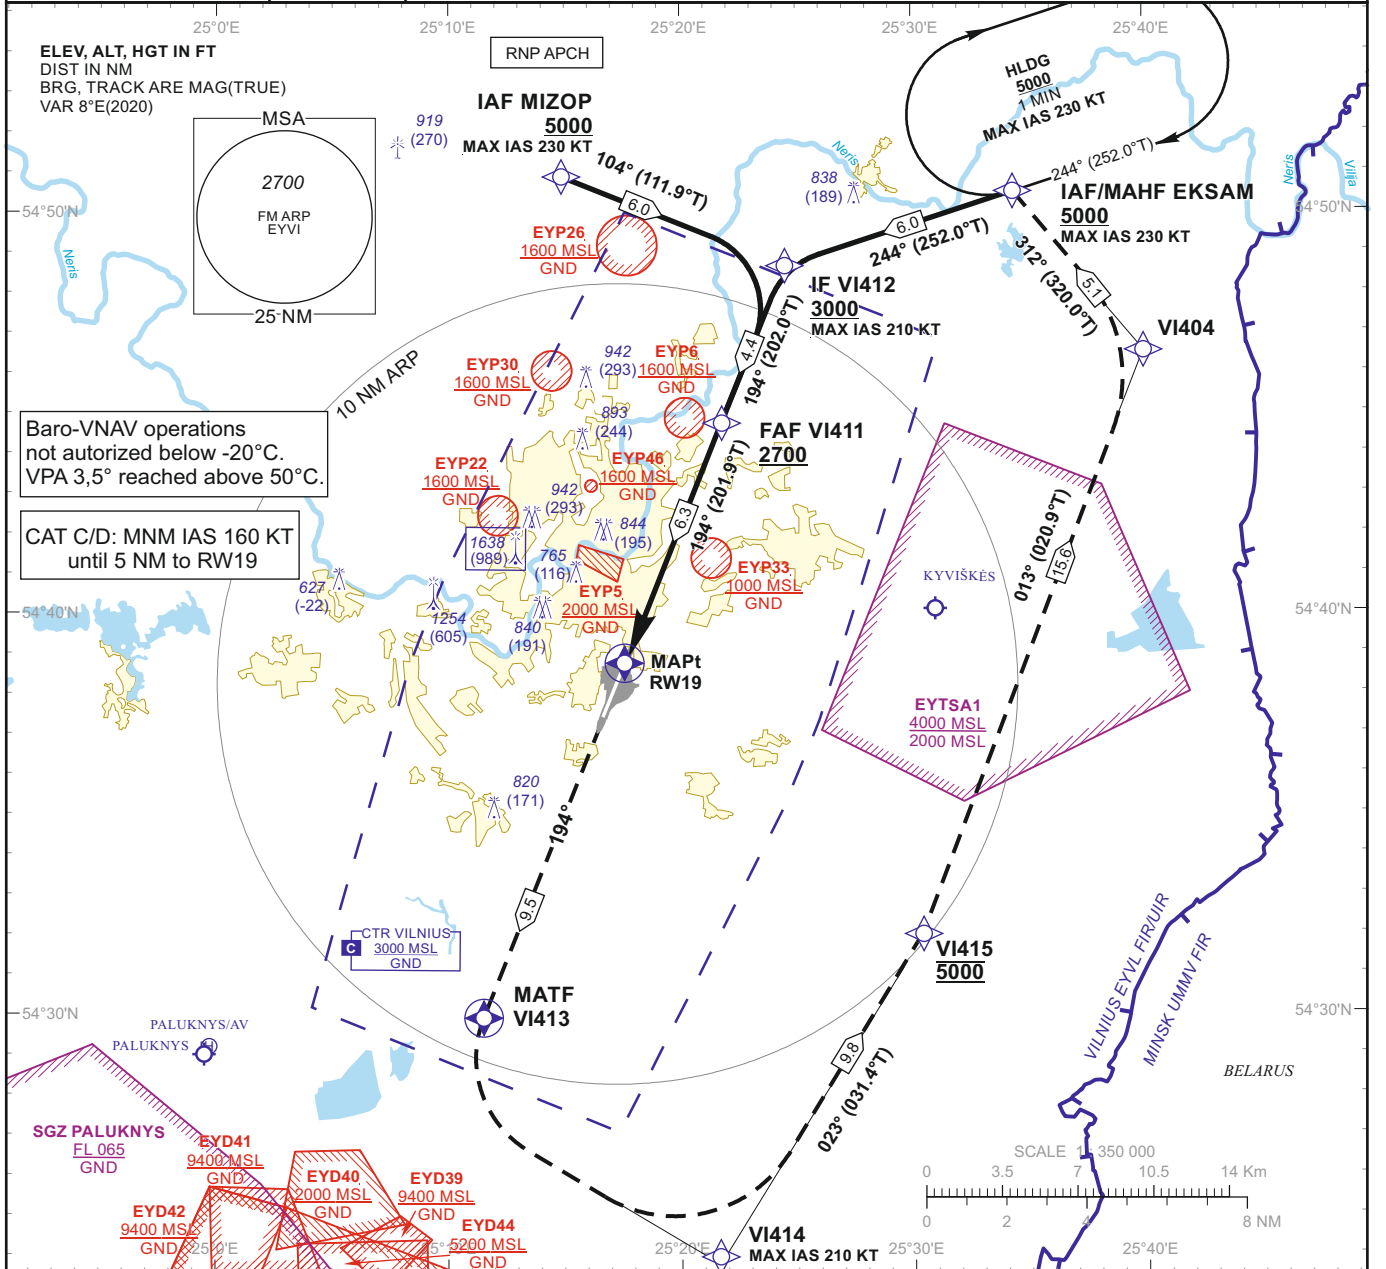 25°0'E
25°10'E
25°20'E
25°30'E
25°40'E
ELEV, ALT, HGT IN FT
DIST IN NM
BRG, TRACK ARE MAG(TRUE)
VAR 8°E(2020)
RNP APCH
MSA
2700
FM ARP
EYVI
25 NM
919
(270)
IAF MIZOP
5000
MAX IAS 230 KT
104° (111.9°T)
6.0
HLDG
5000
1 MIN
MAX IAS 230 KT
244° (252.0°T)
Neris
838
(189)
Neris
Vilija
IAF/MAHF EKSAM
5000
MAX IAS 230 KT
6.0
244° (252.0°T)
54°50'N
54°50'N
Neris
EYP26
1600 MSL
GND
312° (320.0°T)
5.1
VI404
IF VI412
3000
MAX IAS 210 KT
4.4
194° (202.0°T)
10 NM ARP
EYP30
1600 MSL
GND
942
(293)
EYP6
1600 MSL
GND
893
(244)
FAF VI411
2700
Baro-VNAV operations
not autorized below -20°C.
VPA 3,5° reached above 50°C.
EYP22
1600 MSL
GND
EYP46
1600 MSL
GND
942
(293)
844
(195)
6.3
194° (201.9°T)
CAT C/D: MNM IAS 160 KT
until 5 NM to RW19
1638
(989)
765
(116)
EYP33
1000 MSL
GND
EYP5
2000 MSL
GND
627
(-22)
1254
(605)
840
(191)
KYVIŠKĖS
013° (020.9°T)
15.6
54°40'N
54°40'N
MAPt
RW19
EYTSA1
4000 MSL
2000 MSL
820
(171)
194°
9.5
C
CTR VILNIUS
3000 MSL
GND
VI415
5000
VILNIUS EYVL FIR/UIR
MINSK UMMV FIR
MATF
VI413
54°30'N
54°30'N
PALUKNYS/AV
PALUKNYS
H
9.8
023° (031.4°T)
BELARUS
SGZ PALUKNYS
FL 065
GND
EYD41
9400 MSL
GND
EYD40
2000 MSL
GND
EYD39
9400 MSL
GND
EYD42
9400 MSL
GND
EYD44
5200 MSL
GND
VI414
MAX IAS 210 KT
SCALE 1 : 350 000
0
3.5
7
10.5
14 Km
0
2
4
8 NM
25°0'E
25°20'E
25°30'E
25°40'E